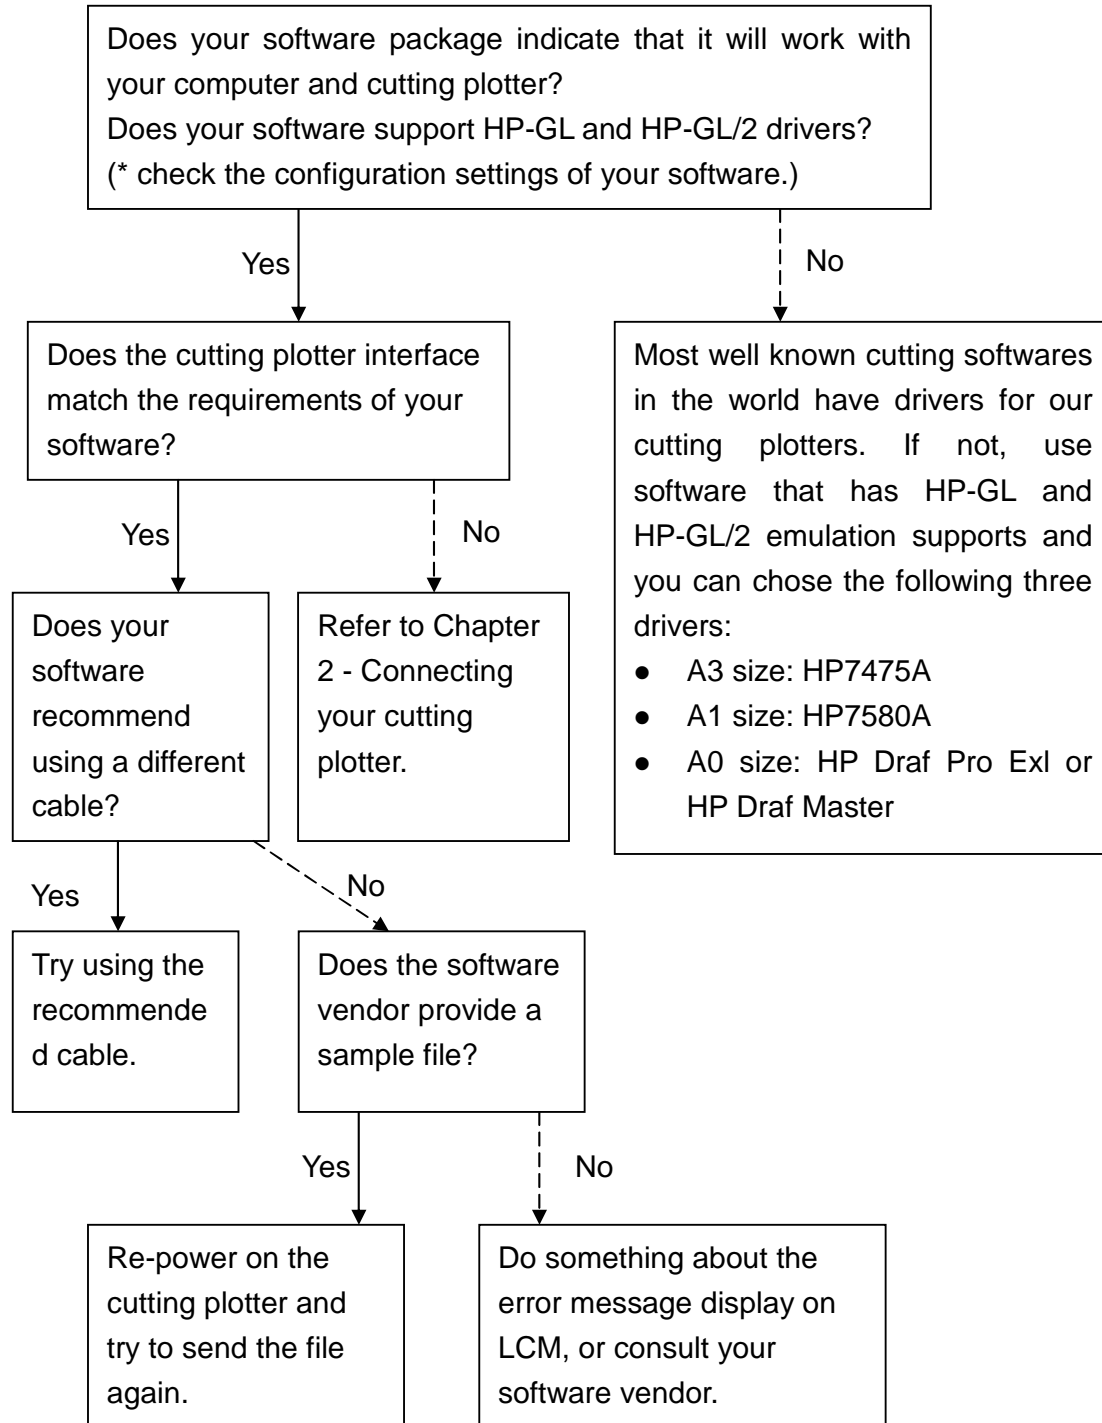 Does your software package indicate that it will work with
your computer and cutting plotter?
Does your software support HP-GL and HP-GL/2 drivers?
(* check the configuration settings of your software.)
Yes
No
Does the cutting plotter interface
match the requirements of your
software?
Most well known cutting softwares
in the world have drivers for our
cutting plotters. If not, use
software that has HP-GL and
HP-GL/2 emulation supports and
you can chose the following three
drivers:
● A3 size: HP7475A
● A1 size: HP7580A
● A0 size: HP Draf Pro Exl or
HP Draf Master
Yes
No
Does your
software
recommend
using a different
cable?
Refer to Chapter
2 - Connecting
your cutting
plotter.
Yes
No
Try using the
recommende
d cable.
Does the software
vendor provide a
sample file?
Yes
No
Re-power on the
cutting plotter and
try to send the file
again.
Do something about the
error message display on
LCM, or consult your
software vendor.